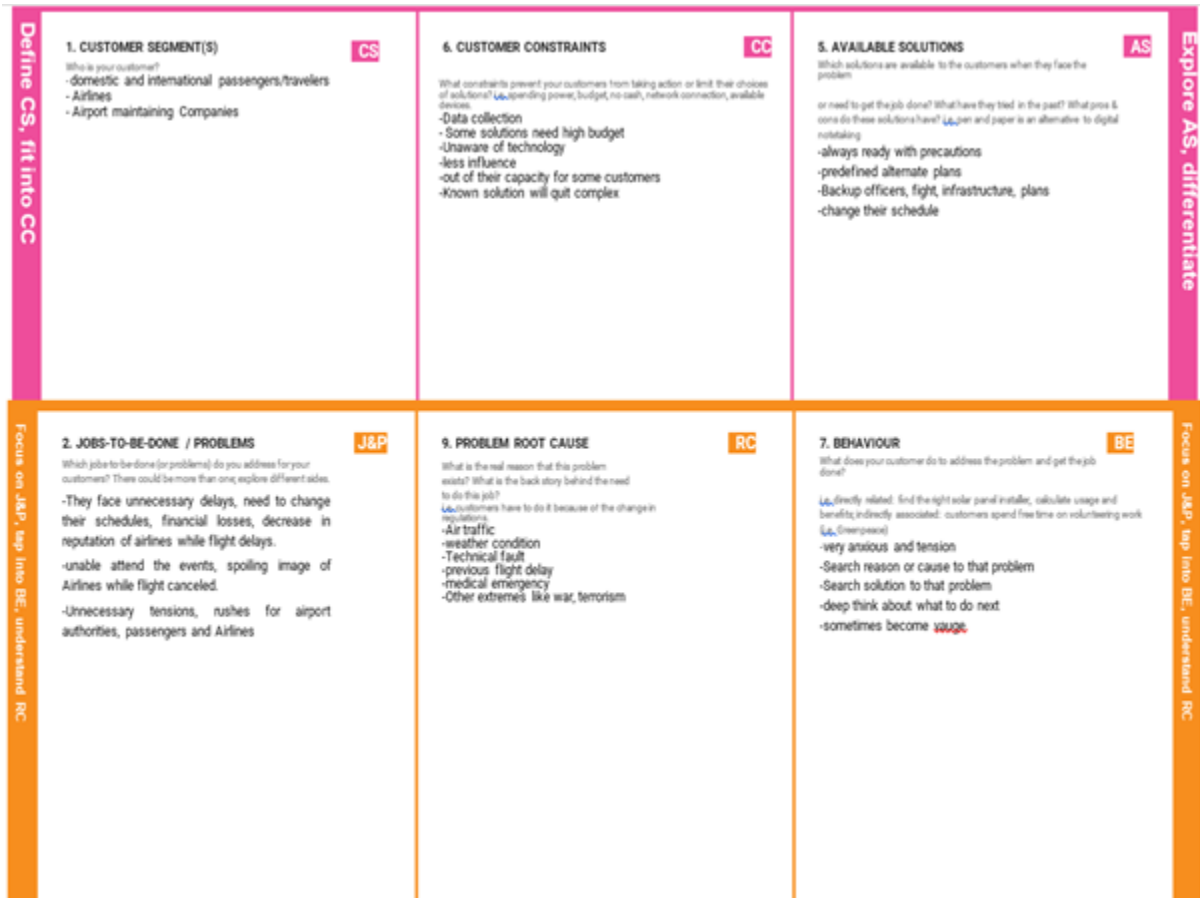 Define CS, fit into CC
1. CUSTOMER SEGMENT(S)
CS
Who is your customer?
-domestic and international passengers/travelers
- Airlines
- Airport maintaining Companies
6. CUSTOMER CONSTRAINTS
CC
What constraints prevent your customers from taking action or limit their choices
of solutions? i.e. spending power, budget, no cash, network connection, available
devices.
-Data collection
- Some solutions need high budget
-Unaware of technology
-less influence
-out of their capacity for some customers
-Known solution will quit complex
5. AVAILABLE SOLUTIONS
AS
Which solutions are available to the customers when they face the
problem
or need to get the job done? What have they tried in the past? What pros &
cons do these solutions have? i.e. pen and paper is an alternative to digital
notetaking
-always ready with precautions
-predefined alternate plans
-Backup officers, fight, infrastructure, plans
-change their schedule
Explore AS, differentiate
Focus on J&P, tap into BE, understand RC
2. JOBS-TO-BE-DONE / PROBLEMS
J&P
Which jobs-to-be-done (or problems) do you address for your
customers? There could be more than one; explore different sides.
-They face unnecessary delays, need to change
their schedules, financial losses, decrease in
reputation of airlines while flight delays.
-unable attend the events, spoiling image of
Airlines while flight canceled.
-Unnecessary tensions, rushes for airport
authorities, passengers and Airlines
9. PROBLEM ROOT CAUSE
RC
What is the real reason that this problem
exists? What is the back story behind the need
to do this job?
i.e. customers have to do it because of the change in
regulations.
-Air traffic
-weather condition
-Technical fault
-previous flight delay
-medical emergency
-Other extremes like war, terrorism
7. BEHAVIOUR
BE
What does your customer do to address the problem and get the job
done?
i.e. directly related: find the right solar panel installer, calculate usage and
benefits; indirectly associated: customers spend free time on volunteering work
(i.e. Greenpeace)
-very anxious and tension
-Search reason or cause to that problem
-Search solution to that problem
-deep think about what to do next
-sometimes become vauge.
Focus on J&P, tap into BE, understand RC